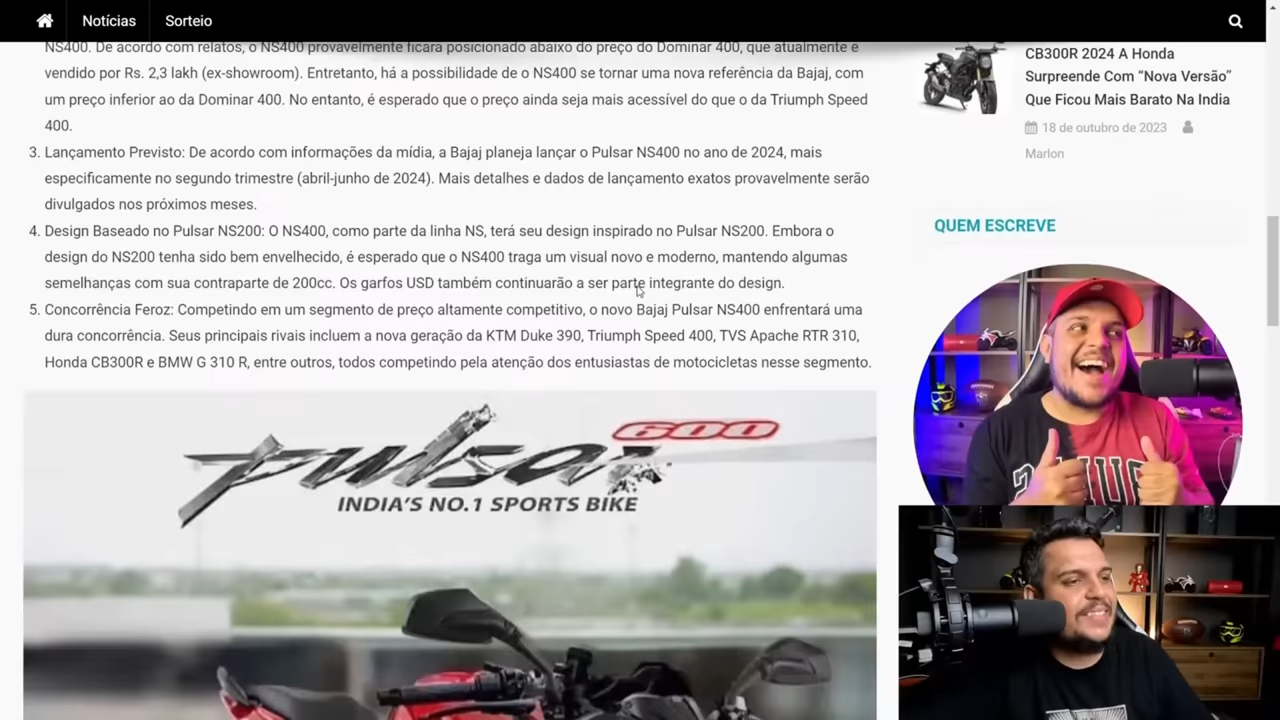 Notícias
Sorteio
NS400. De acordo com relatos, o NS400 provavelmente ficará posicionado abaixo do preço do Dominar 400, que atualmente é
vendido por Rs. 2,3 lakh (ex-showroom). Entretanto, há a possibilidade de o NS400 se tornar uma nova referência da Bajaj, com
um preço inferior ao da Dominar 400. No entanto, é esperado que o preço ainda seja mais acessível do que o da Triumph Speed
400.
3. Lançamento Previsto: De acordo com informações da mídia, a Bajaj planeja lançar o Pulsar NS400 no ano de 2024, mais
especificamente no segundo trimestre (abril-junho de 2024). Mais detalhes e dados de lançamento exatos provavelmente serão
divulgados nos próximos meses.
4. Design Baseado no Pulsar NS200: O NS400, como parte da linha NS, terá seu design inspirado no Pulsar NS200. Embora o
design do NS200 tenha sido bem envelhecido, é esperado que o NS400 traga um visual novo e moderno, mantendo algumas
semelhanças com sua contraparte de 200cc. Os garfos USD também continuarão a ser parte integrante do design.
5. Concorrência Feroz: Competindo em um segmento de preço altamente competitivo, o novo Bajaj Pulsar NS400 enfrentará uma
dura concorrência. Seus principais rivais incluem a nova geração da KTM Duke 390, Triumph Speed 400, TVS Apache RTR 310,
Honda CB300R e BMW G 310 R, entre outros, todos competindo pela atenção dos entusiastas de motocicletas nesse segmento.
pulsar 600
INDIA'S NO.1 SPORTS BIKE
CB300R 2024 A Honda
Surpreende Com “Nova Versão”
Que Ficou Mais Barato Na India
18 de outubro de 2023
Marlon
QUEM ESCREVE